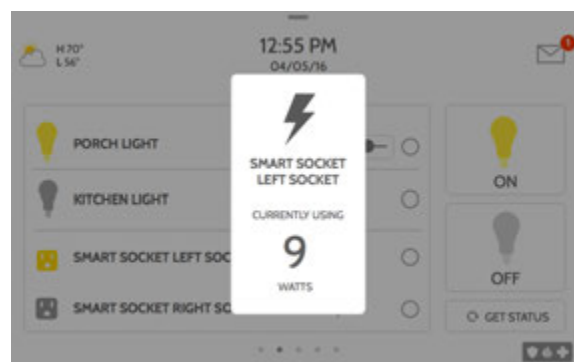 H 70°
L 56°
12:55 PM
04/05/16
1
SMART SOCKET
LEFT SOCKET
CURRENTLY USING
9
WATTS
PORCH LIGHT
KITCHEN LIGHT
SMART SOCKET LEFT SOC
SMART SOCKET RIGHT SO
ON
OFF
GET STATUS